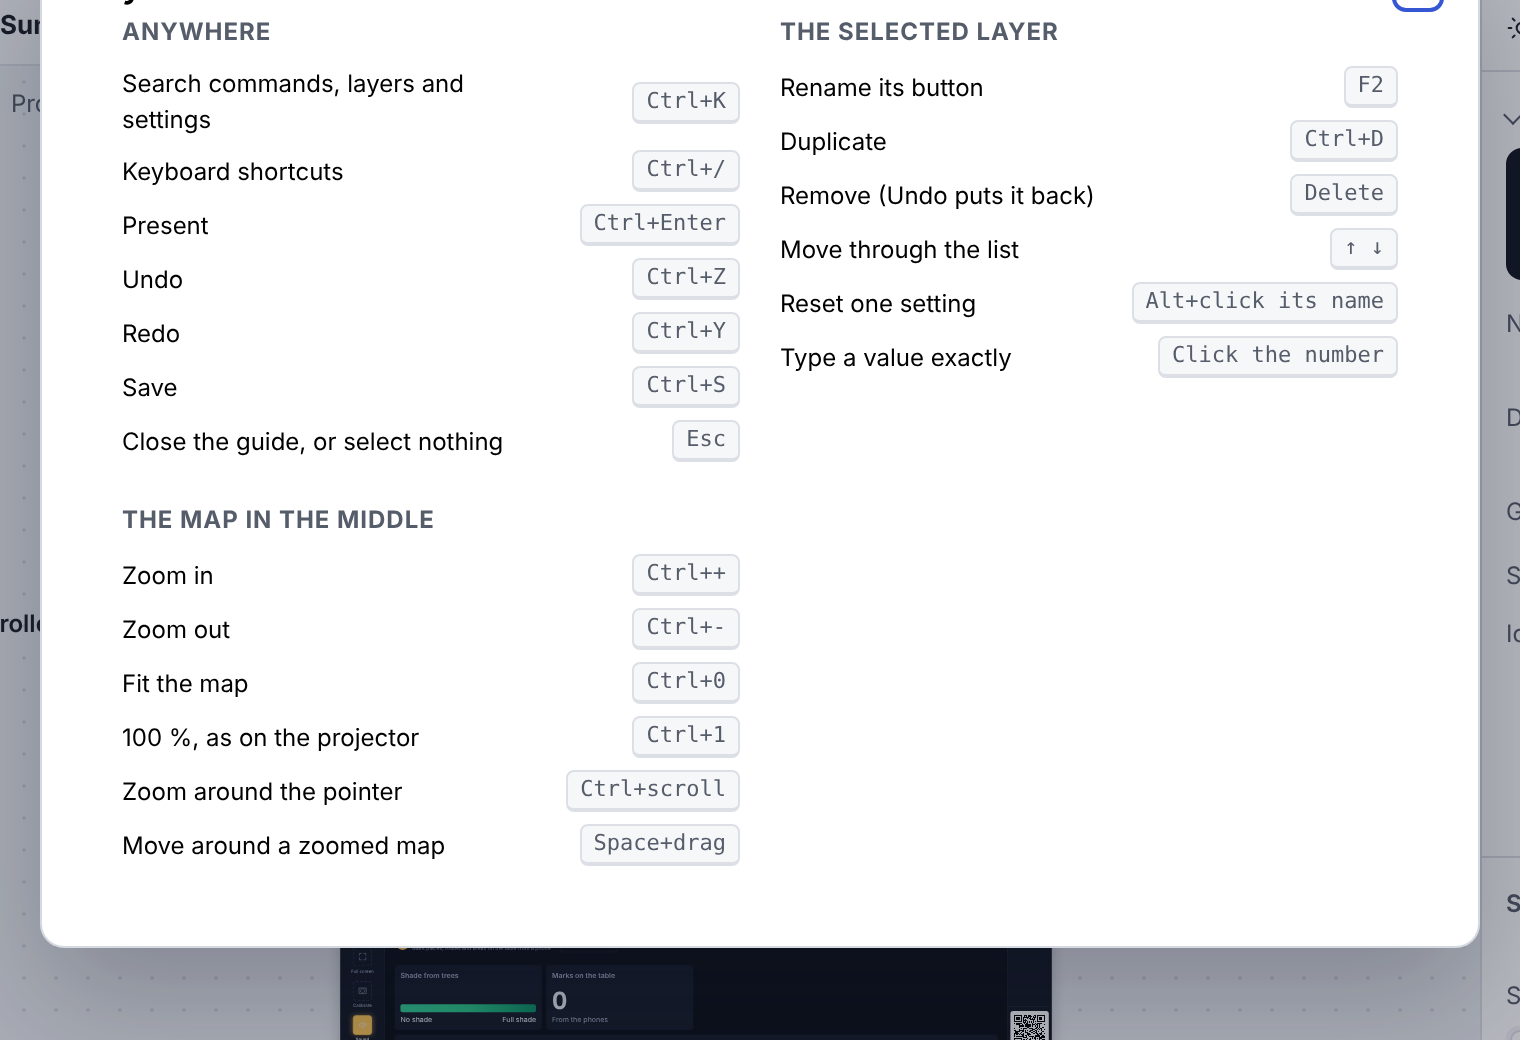 ANYWHERE
Search commands, layers and
settings
Ctrl+K
Keyboard shortcuts
Ctrl+/
Present
Ctrl+Enter
Undo
Ctrl+Z
Redo
Ctrl+Y
Save
Ctrl+S
Close the guide, or select nothing
Esc
THE MAP IN THE MIDDLE
Zoom in
Ctrl++
Zoom out
Ctrl+-
Fit the map
Ctrl+0
100 %, as on the projector
Ctrl+1
Zoom around the pointer
Ctrl+scroll
Move around a zoomed map
Space+drag
THE SELECTED LAYER
Rename its button
F2
Duplicate
Ctrl+D
Remove (Undo puts it back)
Delete
Move through the list
↑ ↓
Reset one setting
Alt+click its name
Type a value exactly
Click the number
Full screen
Shade from trees
No shade
Full shade
Marks on the table
0
From the phones